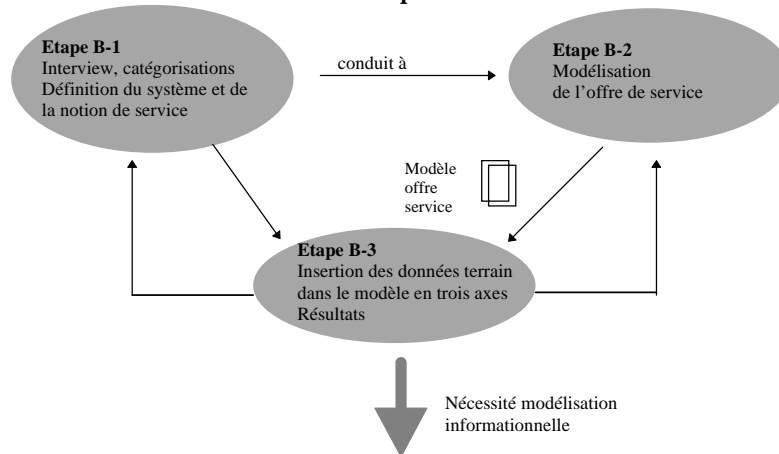 Etape B-1
Interview, catégorisations
Définition du système et de
la notion de service
conduit à
Etape B-2
Modélisation
de l’offre de service
Modèle
offre
service
Etape B-3
Insertion des données terrain
dans le modèle en trois axes
Résultats
Nécessité modélisation
informationnelle